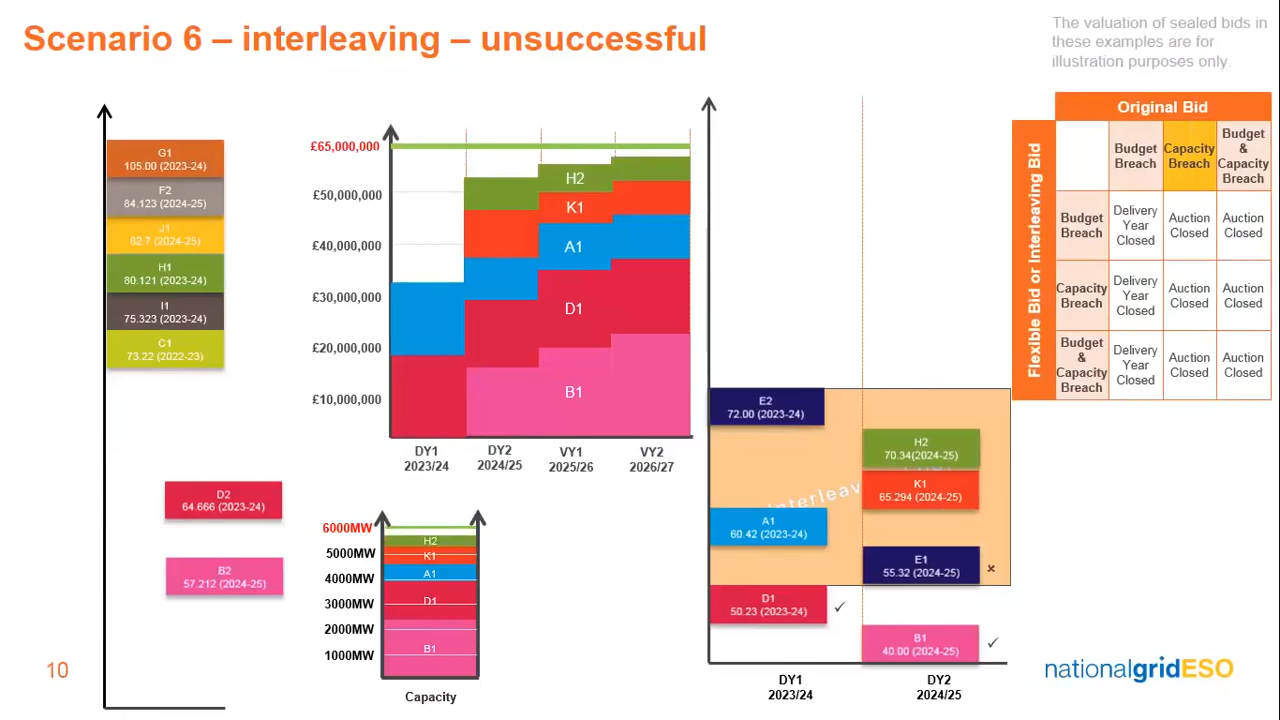 Scenario 6 – interleaving – unsuccessful
The valuation of sealed bids in
these examples are for
illustration purposes only.
G1
105.00 (2023-24)
F2
84.123 (2024-25)
J1
82.7 (2024-25)
H1
80.121 (2023-24)
I1
75.323 (2023-24)
C1
73.22 (2022-23)
D2
64.666 (2023-24)
B2
57.212 (2024-25)
£65,000,000
£50,000,000
£40,000,000
£30,000,000
£20,000,000
£10,000,000
H2
K1
A1
D1
B1
DY1
2023/24
DY2
2024/25
VY1
2025/26
VY2
2026/27
6000MW
5000MW
4000MW
3000MW
2000MW
1000MW
H2
K1
A1
D1
B1
Capacity
E2
72.00 (2023-24)
H2
70.34(2024-25)
K1
65.294 (2024-25)
A1
60.42 (2023-24)
E1
55.32 (2024-25)
D1
50.23 (2023-24)
B1
40.00 (2024-25)
DY1
2023/24
DY2
2024/25
Original Bid
Flexible Bid or Interleaving Bid
Budget Breach
Capacity Breach
Budget & Capacity Breach
Budget Breach
Delivery Year Closed
Auction Closed
Auction Closed
Capacity Breach
Delivery Year Closed
Auction Closed
Auction Closed
Budget & Capacity Breach
Delivery Year Closed
Auction Closed
Auction Closed
10
nationalgridESO